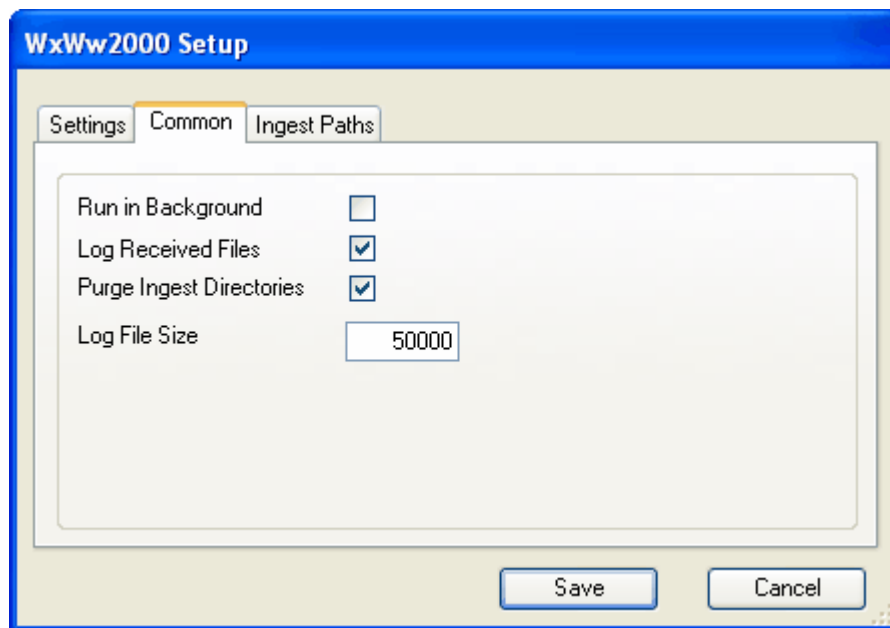 WxWw2000 Setup
Settings Common Ingest Paths
Run in Background
Log Received Files
Purge Ingest Directories
Log File Size 50000
Save Cancel